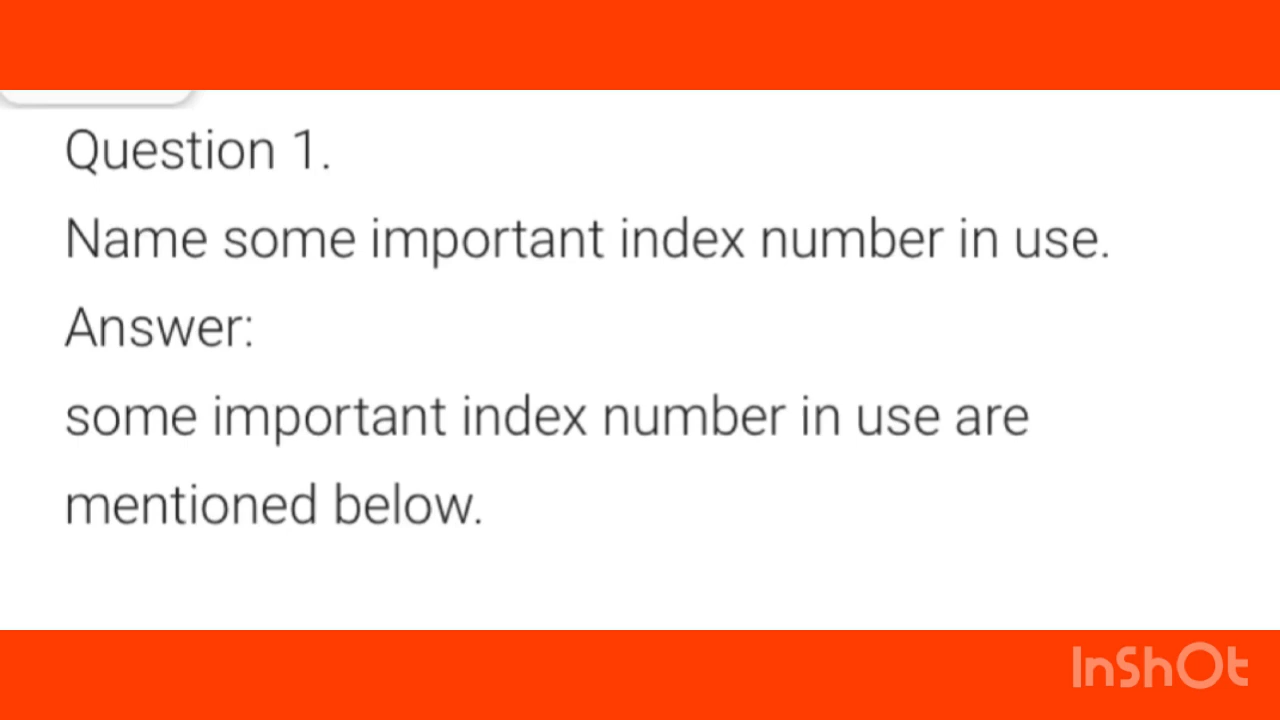 Question 1.
Name some important index number in use.
Answer:
some important index number in use are
mentioned below.
InShOt